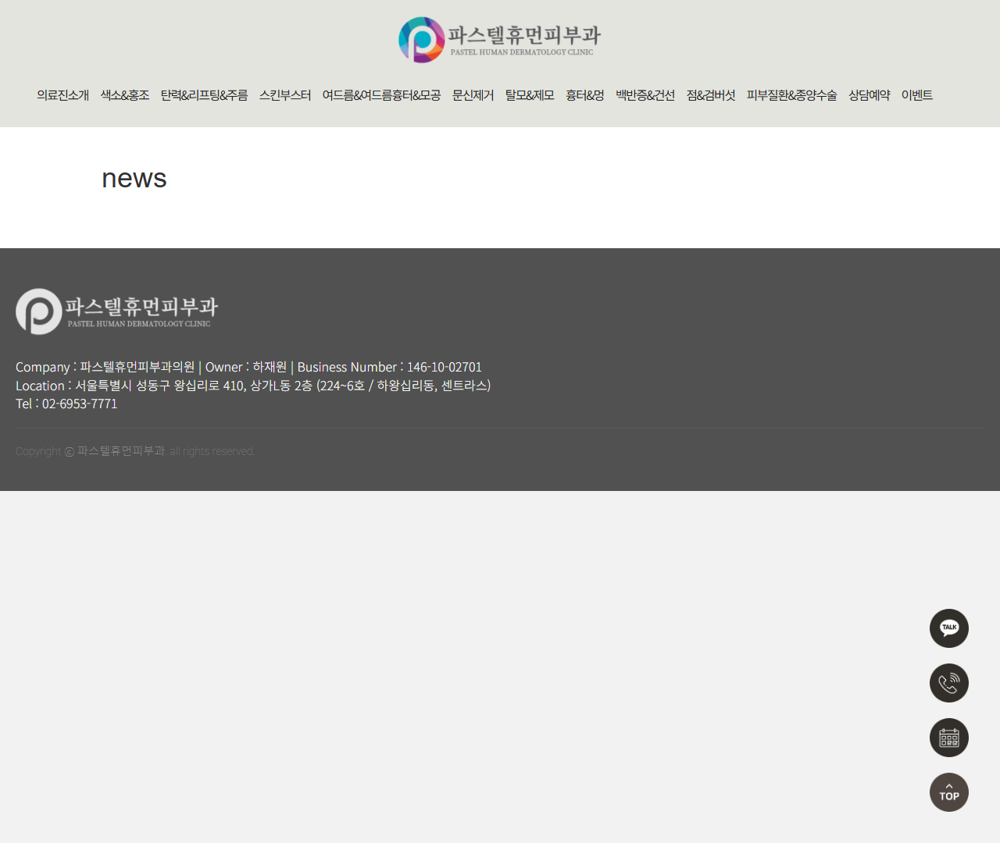 파스텔휴먼피부과
PASTEL HUMAN DERMATOLOGY CLINIC
의료진소개 색소&홍조 탄력&리프팅&주름 스킨부스터 여드름&여드름흉터&모공 문신제거 탈모&제모 흉터&멍 백반증&건선 점&검버섯 피부질환&종양수술 상담예약 이벤트
news
파스텔휴먼피부과
PASTEL HUMAN DERMATOLOGY CLINIC
Company : 파스텔휴먼피부과의원 | Owner : 하재원 | Business Number : 146-10-02701
Location : 서울특별시 성동구 왕십리로 410, 상가L동 2층 (224~6호 / 하왕십리동, 센트라스)
Tel : 02-6953-7771
Copyright ⓒ 파스텔휴먼피부과. all rights reserved.
TALK
TOP